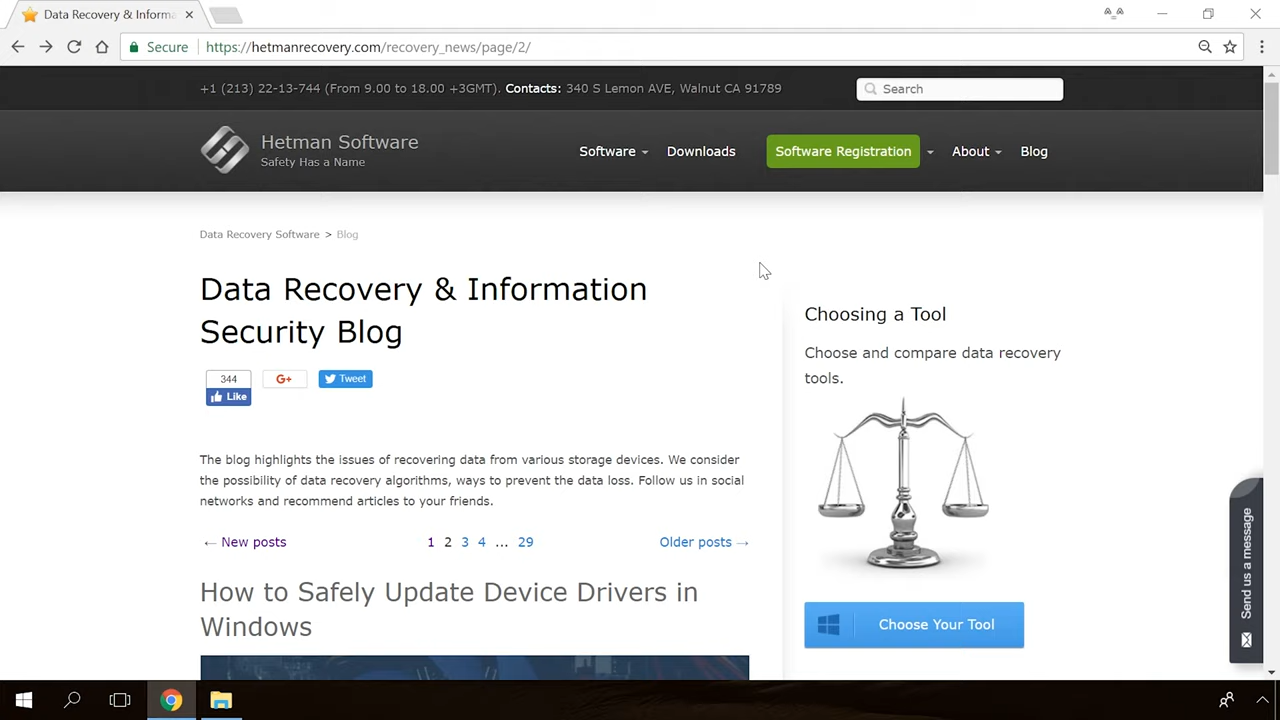 Data Recovery & Informa
Secure
https://hetmanrecovery.com/recovery_news/page/2/
+1 (213) 22-13-744 (From 9.00 to 18.00 +3GMT). Contacts: 340 S Lemon AVE, Walnut CA 91789
Search
Hetman Software
Safety Has a Name
Software
Downloads
Software Registration
About
Blog
Data Recovery Software > Blog
Data Recovery & Information
Security Blog
344
Like
G+
Tweet
The blog highlights the issues of recovering data from various storage devices. We consider
the possibility of data recovery algorithms, ways to prevent the data loss. Follow us in social
networks and recommend articles to your friends.
← New posts
1 2 3 4 ... 29
Older posts →
How to Safely Update Device Drivers in
Windows
Choosing a Tool
Choose and compare data recovery
tools.
Choose Your Tool
Send us a message